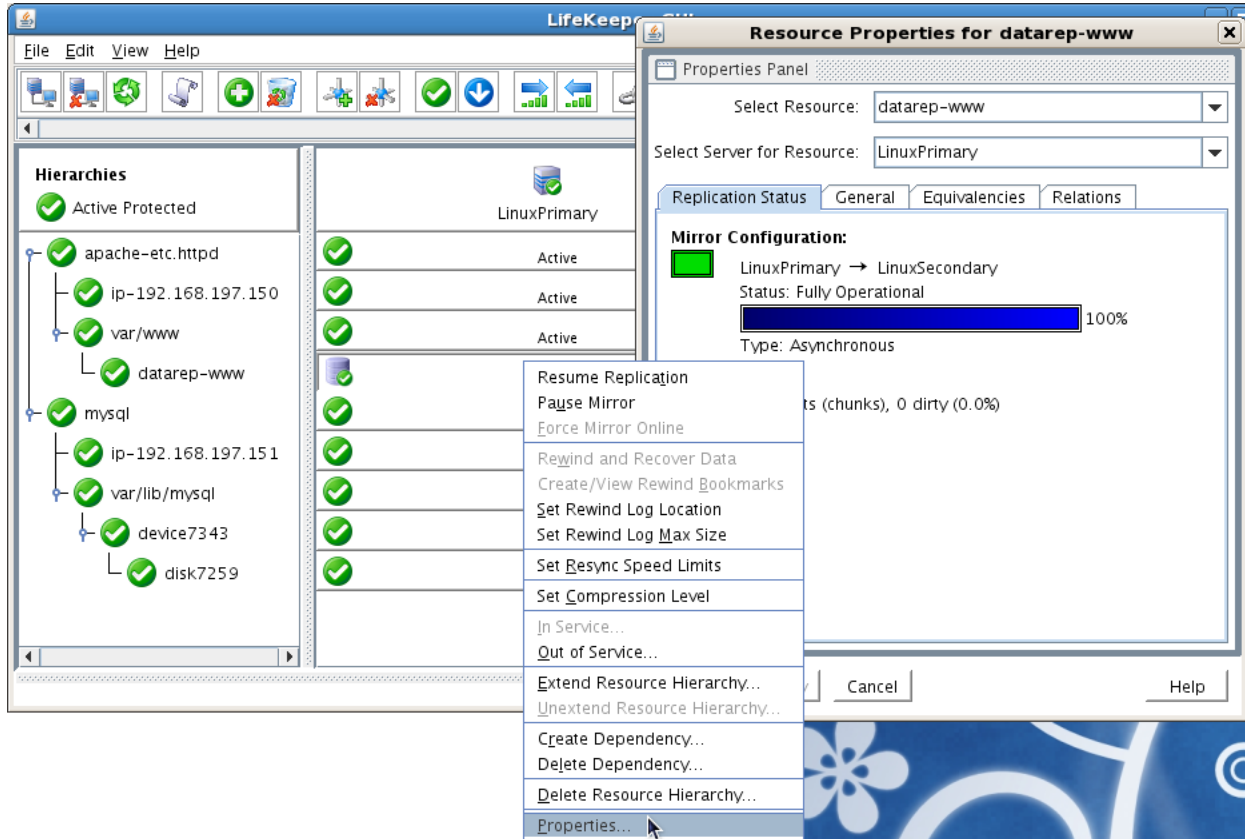 LifeKeepe GUI
File Edit View Help
Hierarchies
Active Protected
LinuxPrimary
apache-etc.httpd
Active
ip-192.168.197.150
Active
var/www
Active
datarep-www
mysql
ip-192.168.197.151
var/lib/mysql
device7343
disk7259
Resource Properties for datarep-www
Properties Panel
Select Resource: datarep-www
Select Server for Resource: LinuxPrimary
Replication Status General Equivalencies Relations
Mirror Configuration:
LinuxPrimary → LinuxSecondary
Status: Fully Operational
100%
Type: Asynchronous
ts (chunks), 0 dirty (0.0%)
Cancel Help
Resume Replication
Pause Mirror
Force Mirror Online
Rewind and Recover Data
Create/View Rewind Bookmarks
Set Rewind Log Location
Set Rewind Log Max Size
Set Resync Speed Limits
Set Compression Level
In Service...
Out of Service...
Extend Resource Hierarchy...
Unextend Resource Hierarchy...
Create Dependency...
Delete Dependency...
Delete Resource Hierarchy...
Properties...